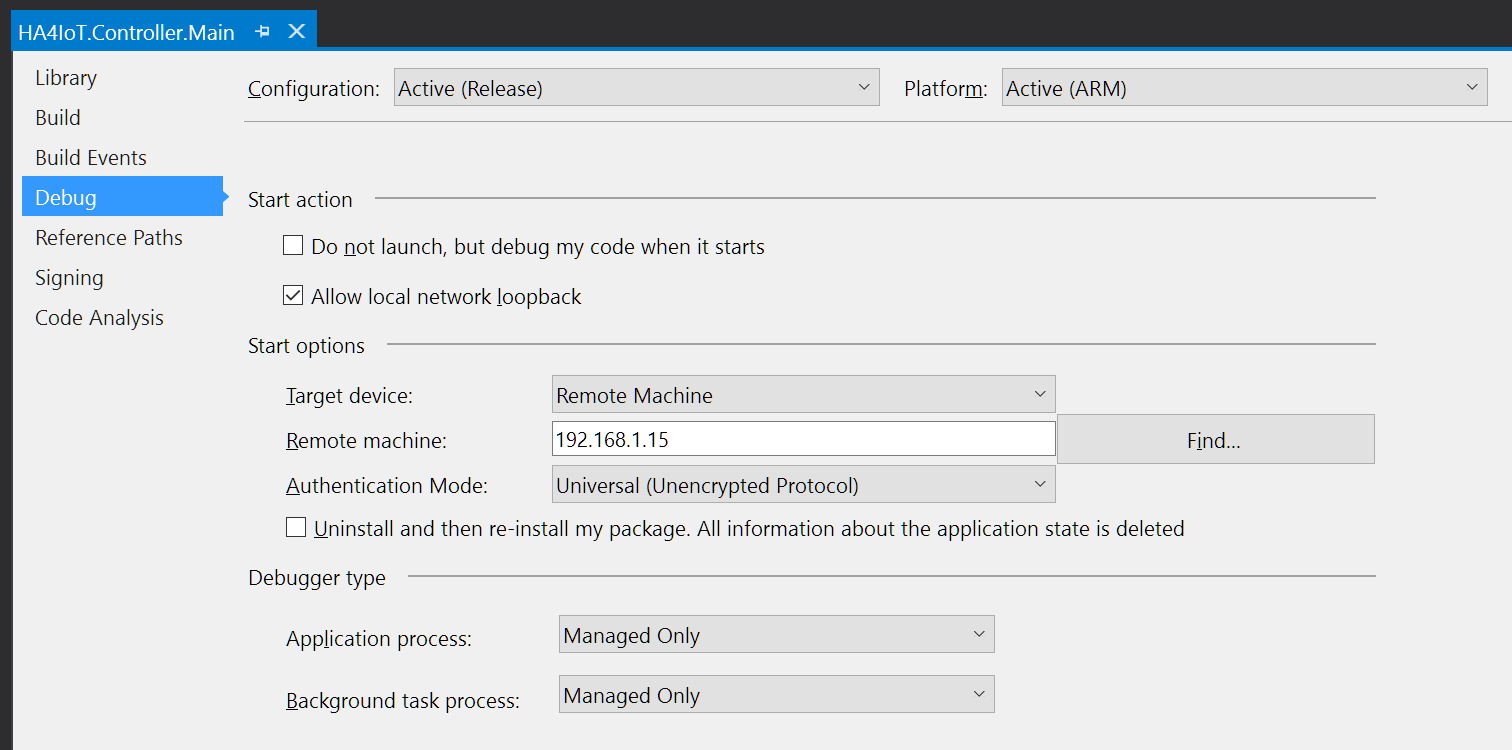 HA4IoT.Controller.Main
Library
Build
Build Events
Debug
Reference Paths
Signing
Code Analysis
Configuration: Active (Release) Platform: Active (ARM)
Start action
Do not launch, but debug my code when it starts
Allow local network loopback
Start options
Target device: Remote Machine
Remote machine: 192.168.1.15 Find...
Authentication Mode: Universal (Unencrypted Protocol)
Uninstall and then re-install my package. All information about the application state is deleted
Debugger type
Application process: Managed Only
Background task process: Managed Only